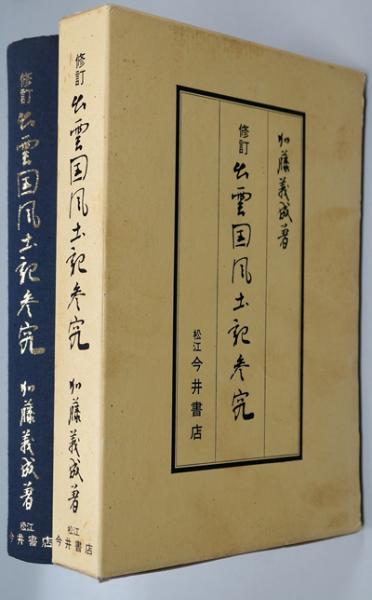 加藤義成著
修訂 出雲国風土記参究
松江 今井書店
修訂 出雲国風土記参究 加藤義成著
松江
今井書店
修訂 出雲国風土記参究 加藤義成著
松江
今井書店